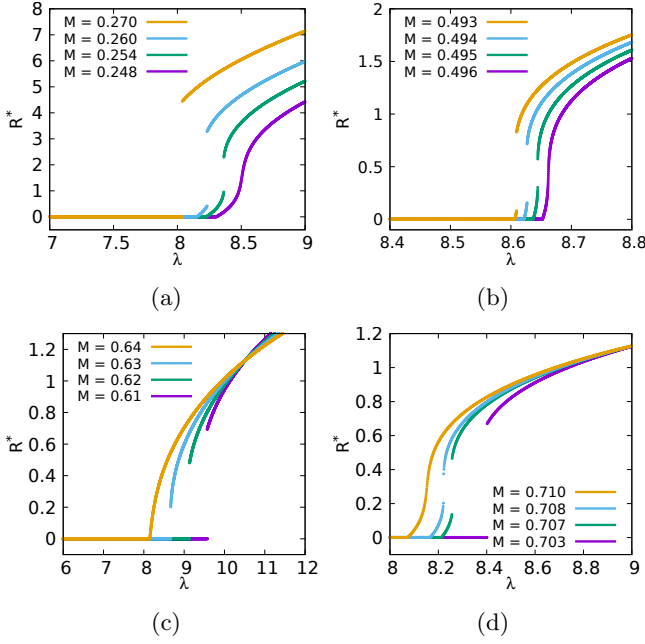 M = 0.270
M = 0.260
M = 0.254
M = 0.248
R*
8
7
6
5
4
3
2
1
0
7 7.5 8 8.5 9
λ
(a)
M = 0.493
M = 0.494
M = 0.495
M = 0.496
R*
2
1.5
1
0.5
0
8.4 8.5 8.6 8.7 8.8
λ
(b)
M = 0.64
M = 0.63
M = 0.62
M = 0.61
R*
1.2
1
0.8
0.6
0.4
0.2
0
6 7 8 9 10 11 12
λ
(c)
M = 0.710
M = 0.708
M = 0.707
M = 0.703
R*
1.2
1
0.8
0.6
0.4
0.2
0
8 8.2 8.4 8.6 8.8 9
λ
(d)